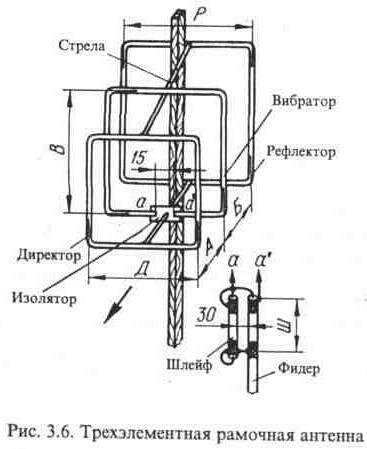 Р
Стрела
Вибратор
В
15
Рефлектор
а
а'
Б
А
Директор
Д
а
а'
Изолятор
30
Ш
Шлейф
Фидер
Рис. 3.6. Трехэлементная рамочная антенна